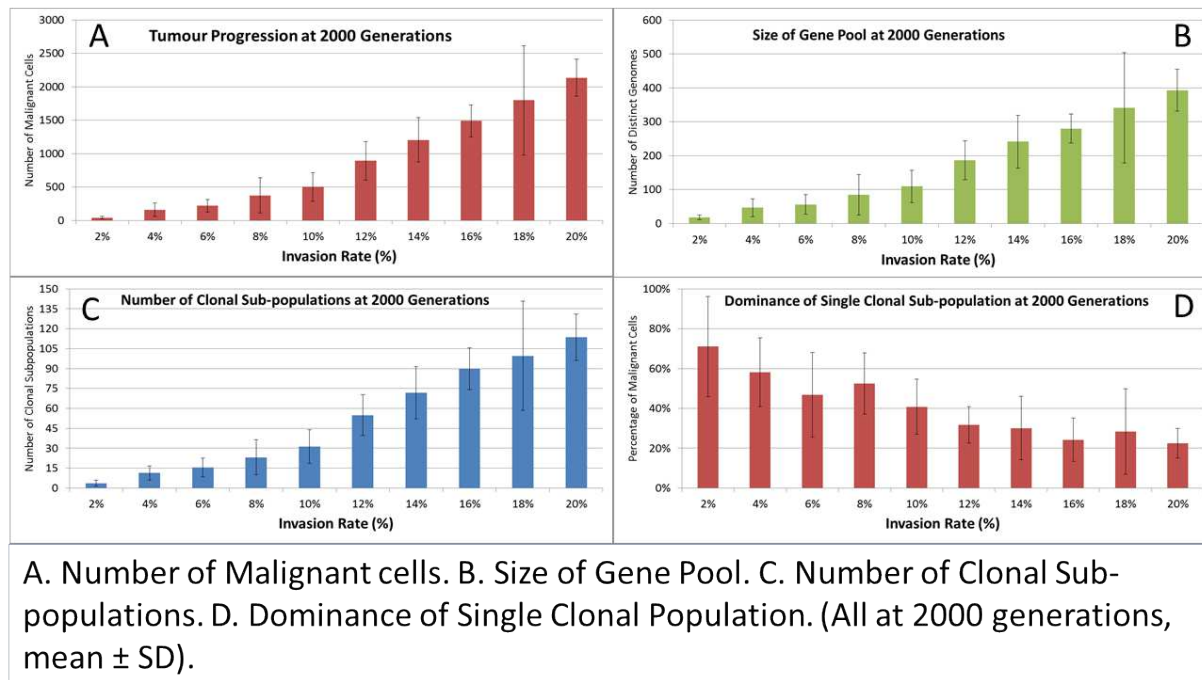 A
Tumour Progression at 2000 Generations
Number of Malignant Cells
3000
2500
2000
1500
1000
500
0
2% 4% 6% 8% 10% 12% 14% 16% 18% 20%
Invasion Rate (%)
B
Size of Gene Pool at 2000 Generations
Number of Distinct Genomes
600
500
400
300
200
100
0
2% 4% 6% 8% 10% 12% 14% 16% 18% 20%
Invasion Rate (%)
C
Number of Clonal Sub-populations at 2000 Generations
Number of Clonal Subpopulations
150
135
120
105
90
75
60
45
30
15
0
2% 4% 6% 8% 10% 12% 14% 16% 18% 20%
Invasion Rate (%)
D
Dominance of Single Clonal Sub-population at 2000 Generations
Percentage of Malignant Cells
100%
80%
60%
40%
20%
0%
2% 4% 6% 8% 10% 12% 14% 16% 18% 20%
Invasion Rate (%)
A. Number of Malignant cells. B. Size of Gene Pool. C. Number of Clonal Sub-
populations. D. Dominance of Single Clonal Population. (All at 2000 generations,
mean ± SD).